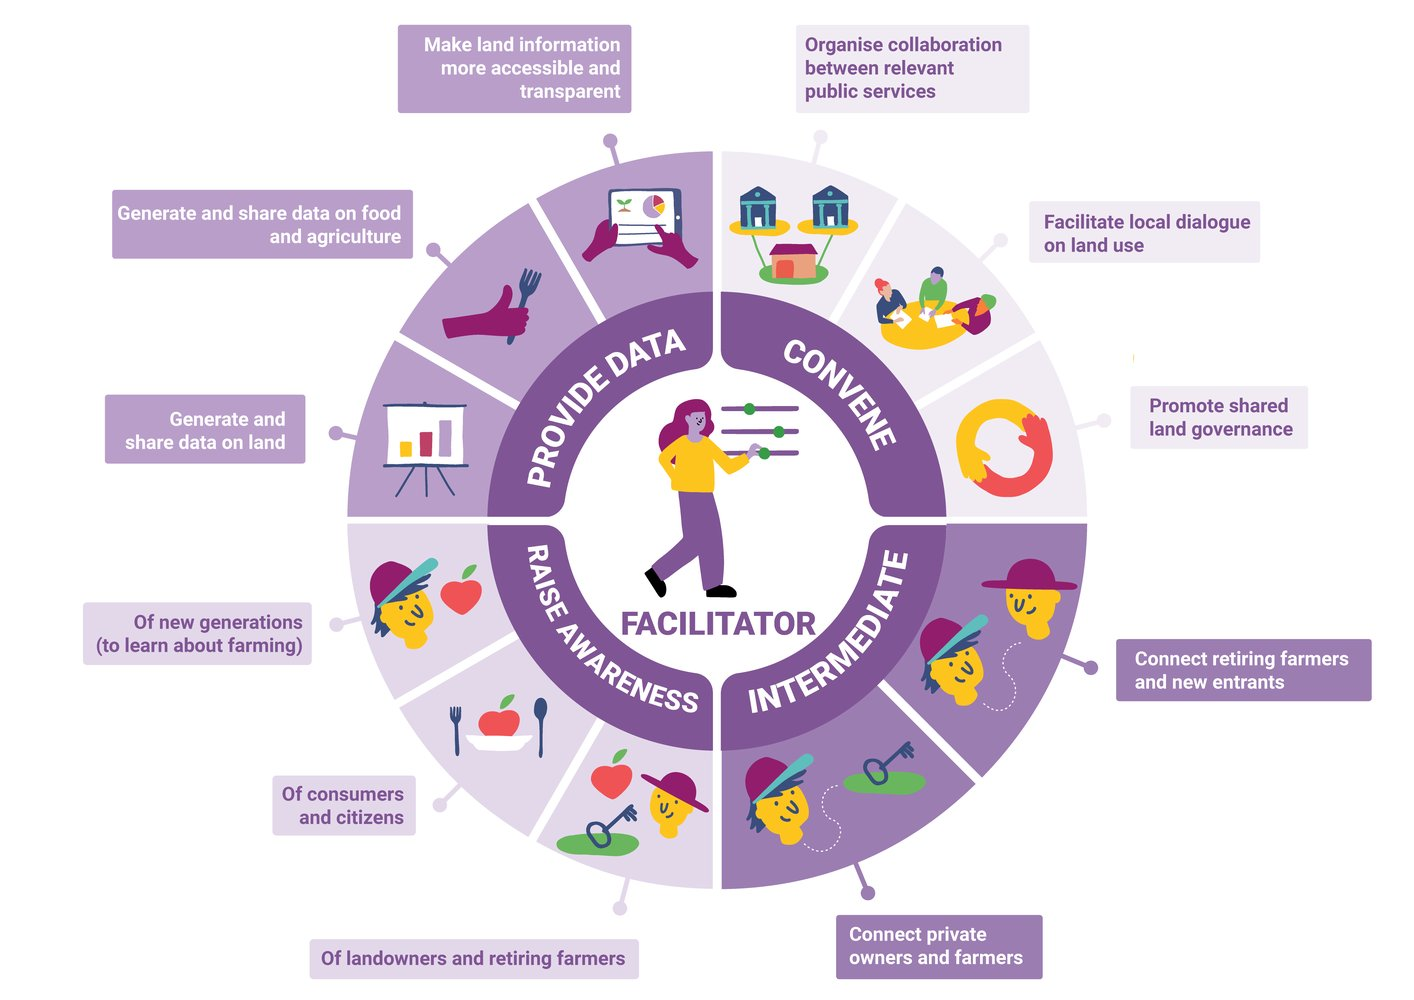 Make land information
more accessible and
transparent
Organise collaboration
between relevant
public services
Generate and share data on food
and agriculture
Facilitate local dialogue
on land use
Generate and
share data on land
Promote shared
land governance
PROVIDE DATA
CONVENE
RAISE AWARENESS
INTERMEDIATE
FACILITATOR
Of new generations
(to learn about farming)
Connect retiring farmers
and new entrants
Of consumers
and citizens
Connect private
owners and farmers
Of landowners and retiring farmers